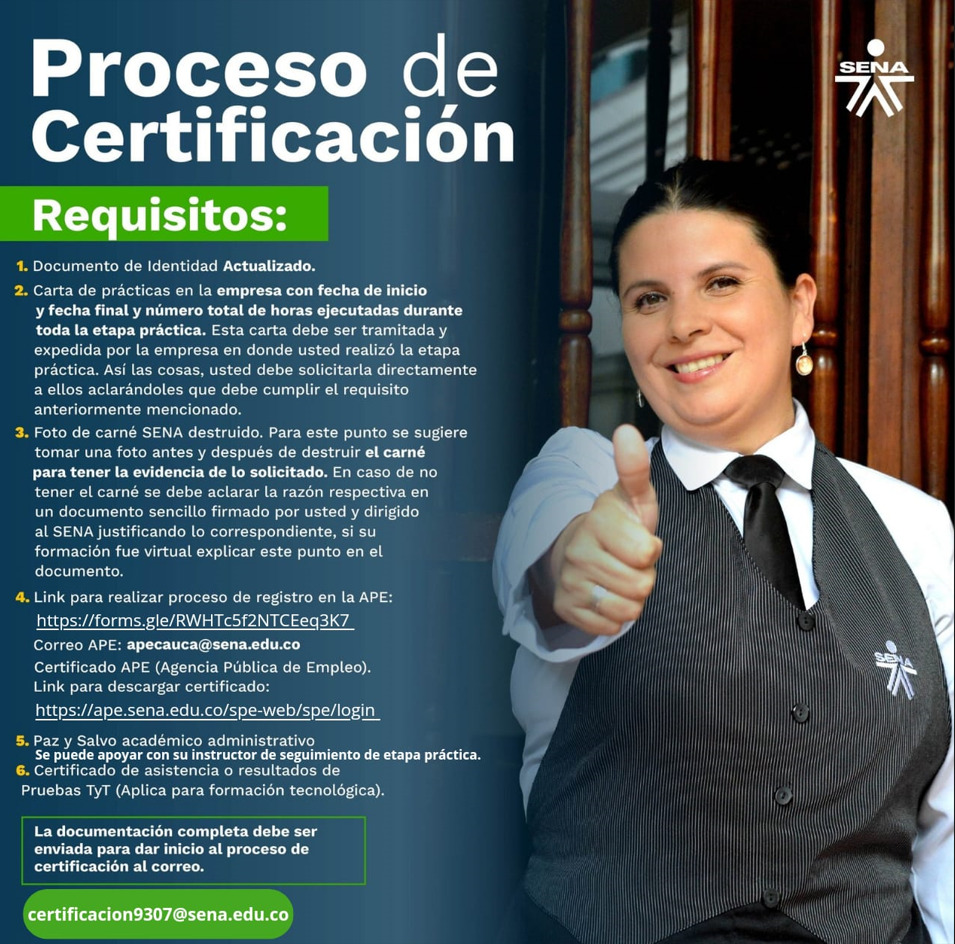 Proceso de
Certificación
SENA
Requisitos:
1. Documento de Identidad Actualizado.
2. Carta de prácticas en la empresa con fecha de inicio
y fecha final y número total de horas ejecutadas durante
toda la etapa práctica. Esta carta debe ser tramitada y
expedida por la empresa en donde usted realizó la etapa
práctica. Así las cosas, usted debe solicitarla directamente
a ellos aclarándoles que debe cumplir el requisito
anteriormente mencionado.
3. Foto de carné SENA destruido. Para este punto se sugiere
tomar una foto antes y después de destruir el carné
para tener la evidencia de lo solicitado. En caso de no
tener el carné se debe aclarar la razón respectiva en
un documento sencillo firmado por usted y dirigido
al SENA justificando lo correspondiente, si su
formación fue virtual explicar este punto en el
documento.
4. Link para realizar proceso de registro en la APE:
https://forms.gle/RWHTc5f2NTCEeq3K7
Correo APE: apecauca@sena.edu.co
Certificado APE (Agencia Pública de Empleo).
Link para descargar certificado:
https://ape.sena.edu.co/spe-web/spe/login
5. Paz y Salvo académico administrativo
Se puede apoyar con su instructor de seguimiento de etapa práctica.
6. Certificado de asistencia o resultados de
Pruebas TyT (Aplica para formación tecnológica).
La documentación completa debe ser
enviada para dar inicio al proceso de
certificación al correo.
certificacion9307@sena.edu.co
SENA